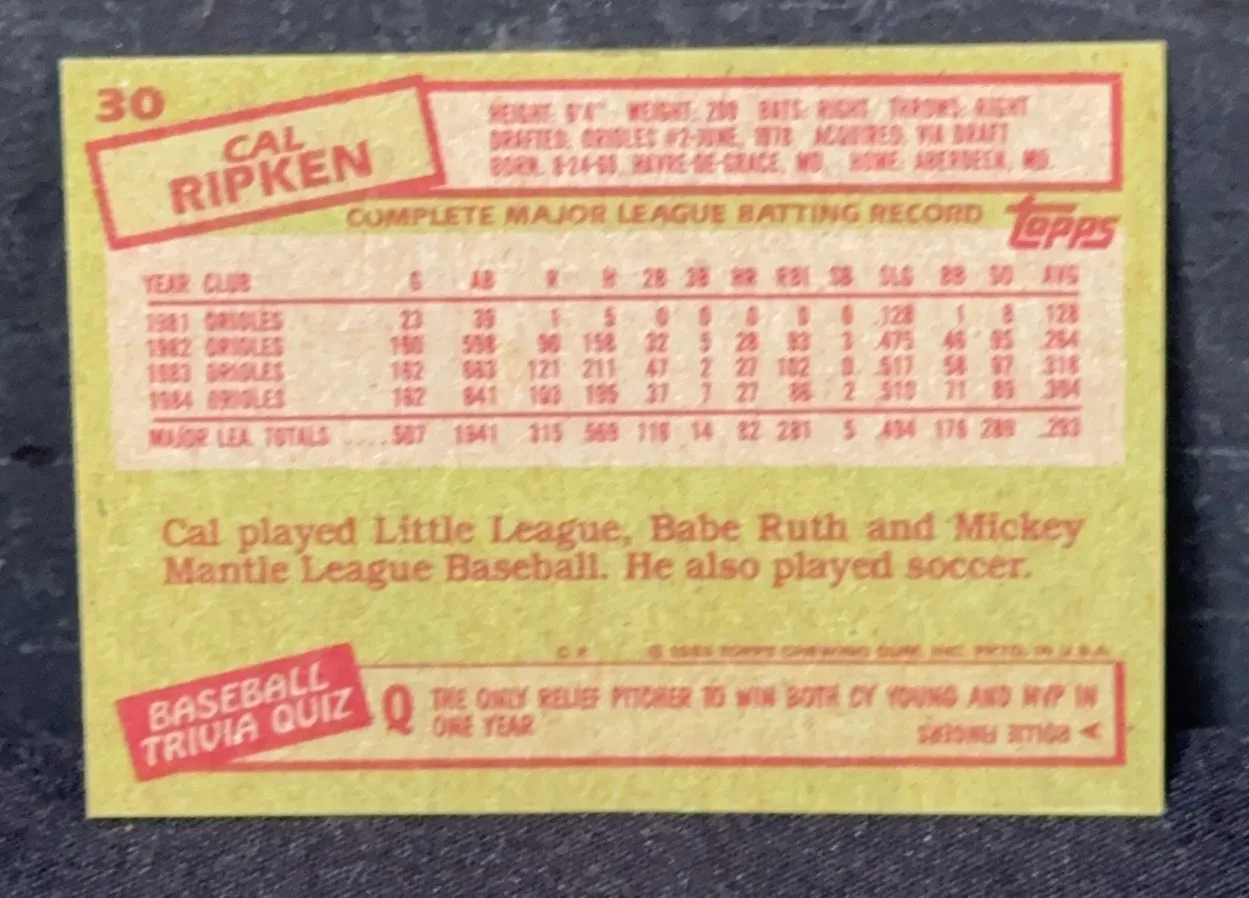 30
CAL
RIPKEN
HEIGHT: 6'4" WEIGHT: 200 BATS: RIGHT THROWS: RIGHT
DRAFTED: ORIOLES #2-JUNE, 1978 ACQUIRED: VIA DRAFT
BORN: 8-24-60, HAVRE-DE-GRACE, MD. HOME: ABERDEEN, MD.
COMPLETE MAJOR LEAGUE BATTING RECORD
topps
YEAR CLUB G AB R H 2B 3B HR RBI SB SLG BB SO AVG
1981 ORIOLES 23 39 1 5 0 0 0 0 0 .128 1 8 .128
1982 ORIOLES 160 598 90 158 32 5 28 93 3 .475 46 95 .264
1983 ORIOLES 162 663 121 211 47 2 27 102 0 .517 58 97 .318
1984 ORIOLES 162 641 103 195 37 7 27 86 2 .510 71 89 .304
MAJOR LEA. TOTALS ....507 1941 315 569 116 14 82 281 5 .494 176 289 .293
Cal played Little League, Babe Ruth and Mickey
Mantle League Baseball. He also played soccer.
© 1985 TOPPS CHEWING GUM, INC. PRTD. IN U.S.A.
BASEBALL
TRIVIA QUIZ
Q THE ONLY RELIEF PITCHER TO WIN BOTH CY YOUNG AND MVP IN
ONE YEAR
A ROLLIE FINGERS